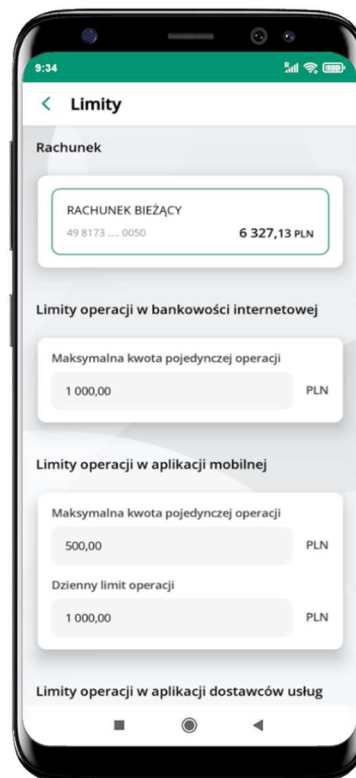 9:34
Limity
Rachunek
RACHUNEK BIEŻĄCY
49 8173 .... 0050 6 327,13 PLN
Limity operacji w bankowości internetowej
Maksymalna kwota pojedynczej operacji
1 000,00 PLN
Limity operacji w aplikacji mobilnej
Maksymalna kwota pojedynczej operacji
500,00 PLN
Dzienny limit operacji
1 000,00 PLN
Limity operacji w aplikacji dostawców usług